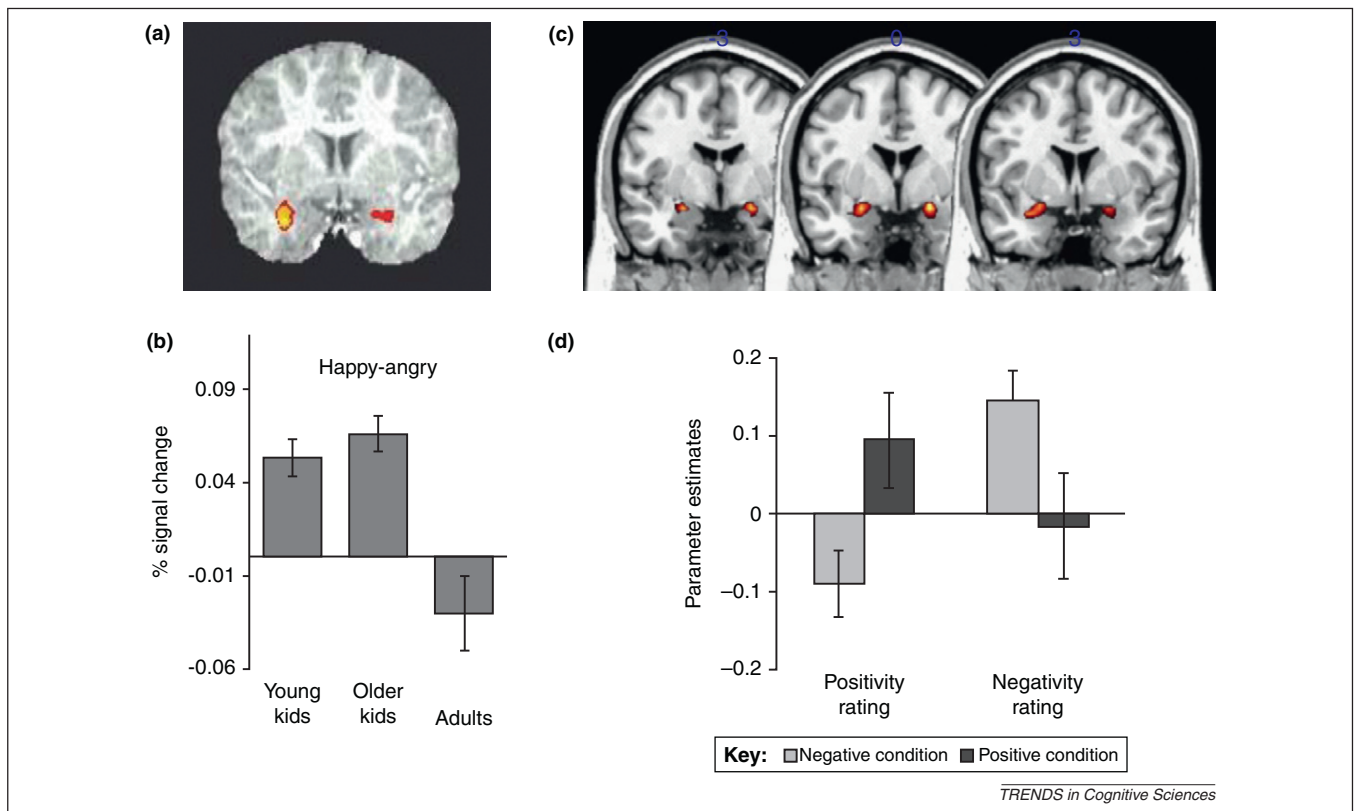 (a)
(c)
-3
0
3
(b)
Happy-angry
% signal change
0.09
0.04
-0.01
-0.06
Young
kids
Older
kids
Adults
(d)
Parameter estimates
0.2
0.1
0
–0.1
–0.2
Positivity
rating
Negativity
rating
Key: Negative condition Positive condition
TRENDS in Cognitive Sciences